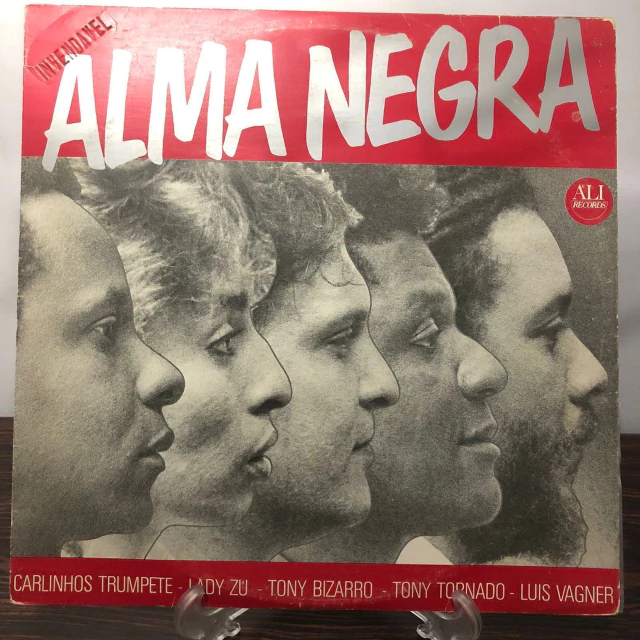 INVENDÁVEL
ALMA NEGRA
ALI
RECORDS
CARLINHOS TRUMPETE - LADY ZU - TONY BIZARRO - TONY TORNADO - LUIS VAGNER